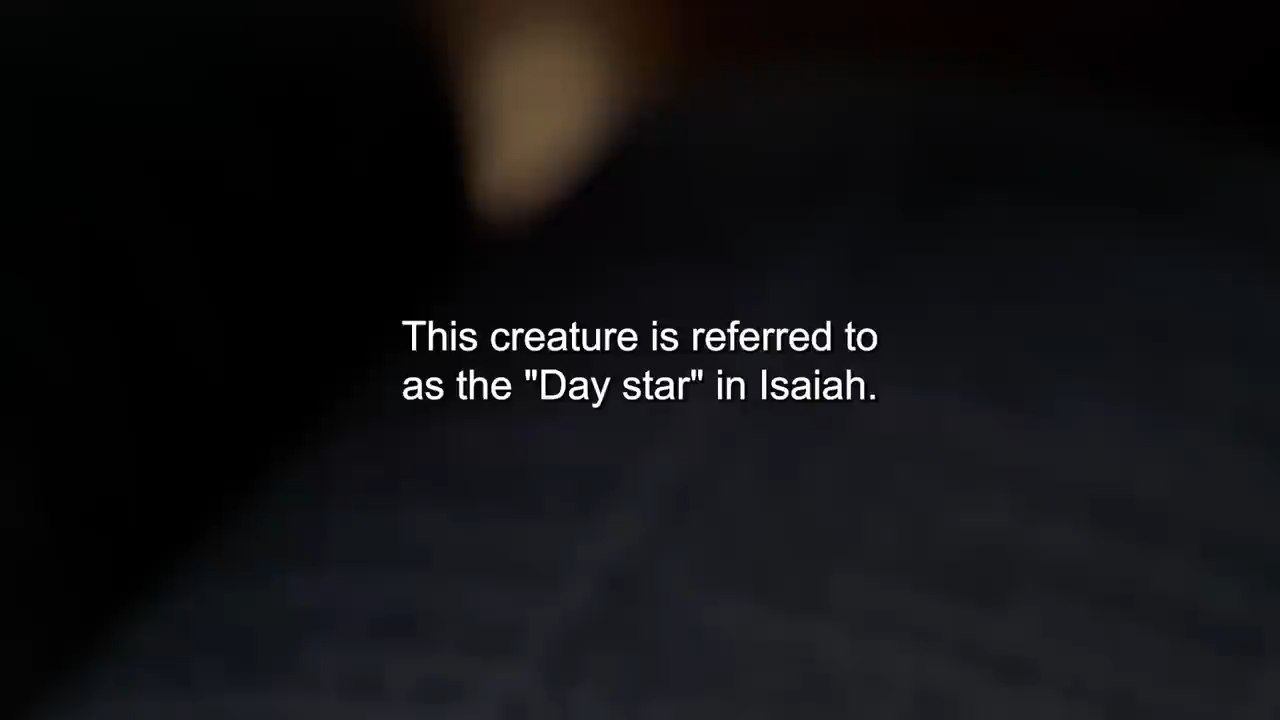 This creature is referred to
as the "Day star" in Isaiah.